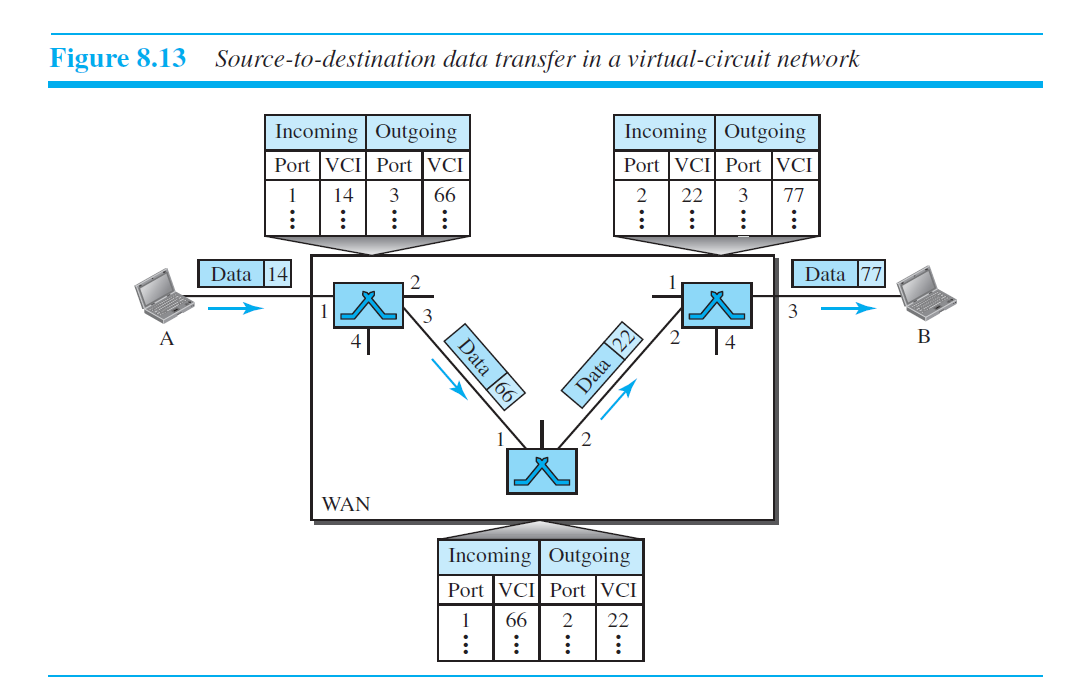 Figure 8.13 Source-to-destination data transfer in a virtual-circuit network
Incoming Outgoing
Port VCI Port VCI
1 14 3 66
Incoming Outgoing
Port VCI Port VCI
2 22 3 77
Data 14
A
1
2
3
4
Data 66
Data 22
1
2
1
2
3
4
Data 77
B
WAN
Incoming Outgoing
Port VCI Port VCI
1 66 2 22